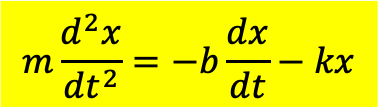 m d²x/dt² = −b dx/dt − kx